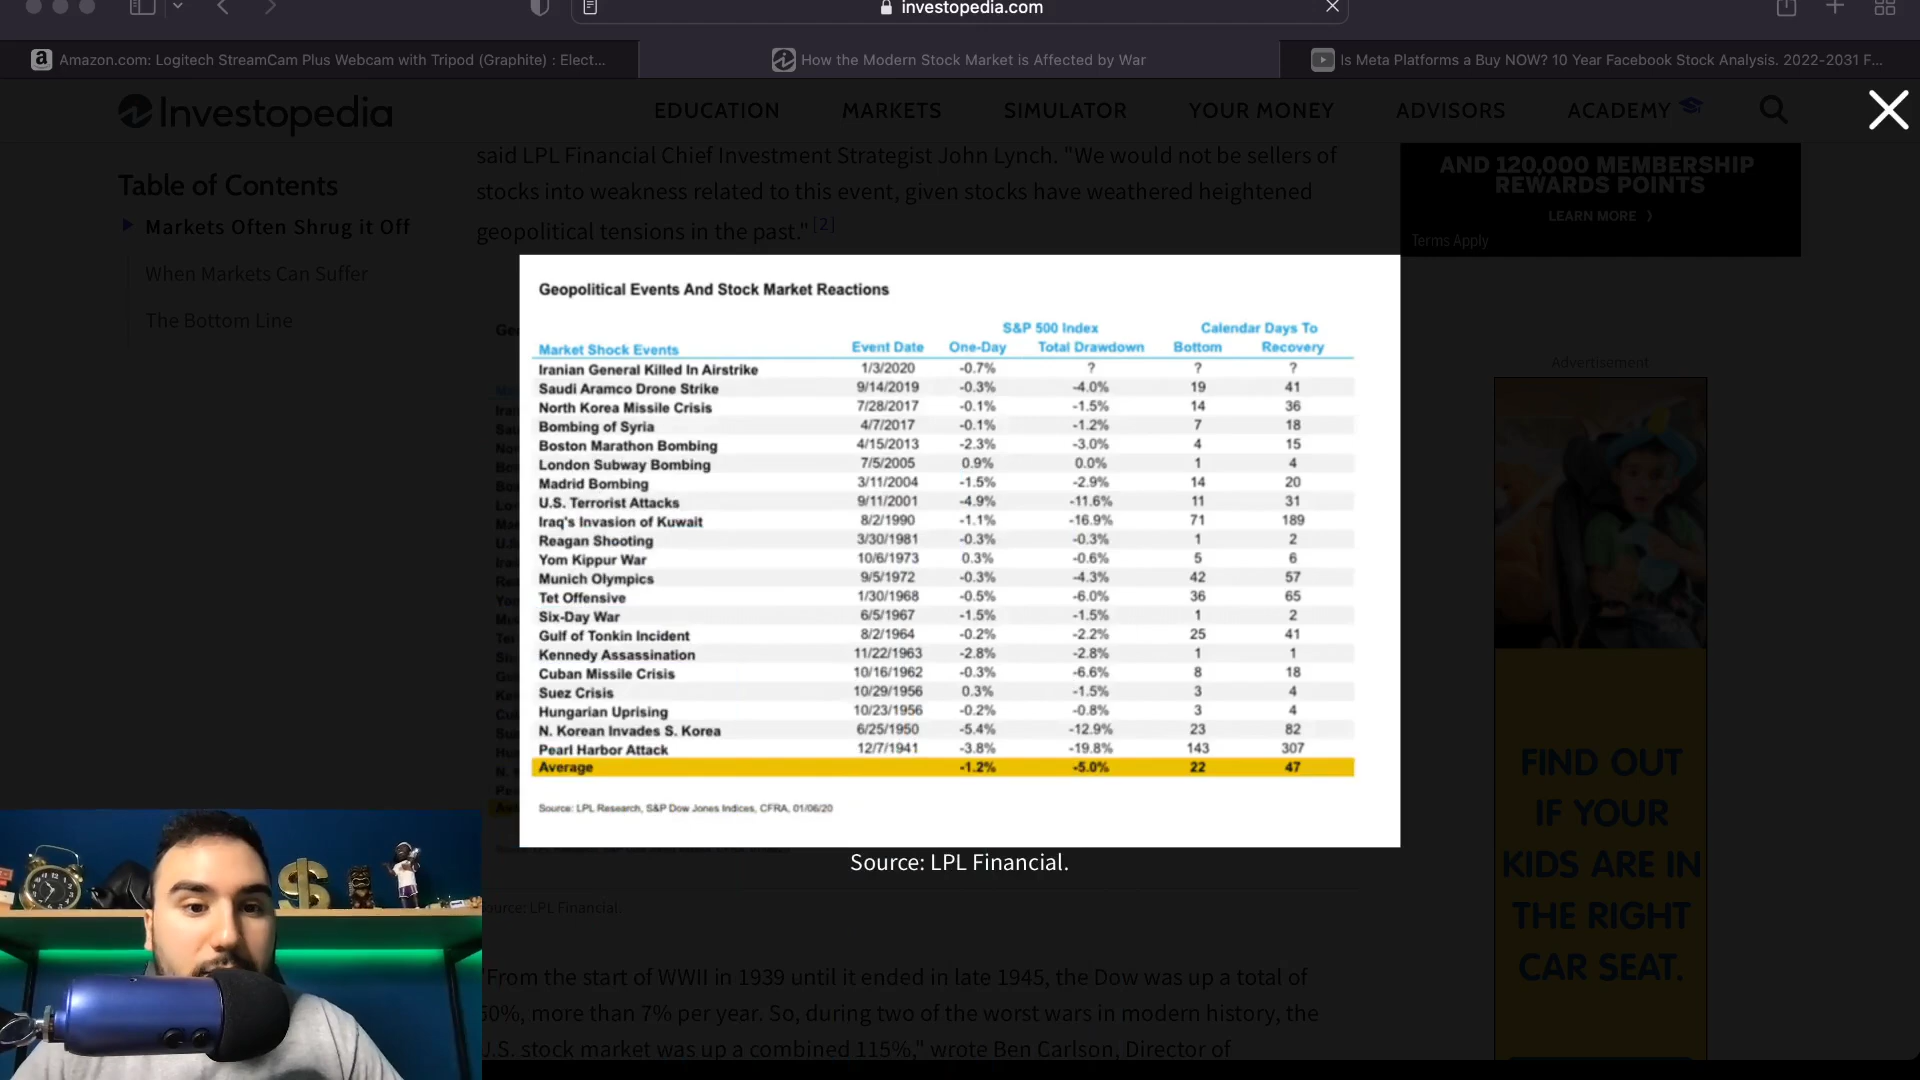 investopedia.com
Amazon.com: Logitech StreamCam Plus Webcam with Tripod (Graphite) : Elect...
How the Modern Stock Market is Affected by War
Is Meta Platforms a Buy NOW? 10 Year Facebook Stock Analysis. 2022-2031 F...
Investopedia
EDUCATION MARKETS SIMULATOR YOUR MONEY ADVISORS ACADEMY
Table of Contents
Markets Often Shrug it Off
When Markets Can Suffer
The Bottom Line
said LPL Financial Chief Investment Strategist John Lynch. "We would not be sellers of
stocks into weakness related to this event, given stocks have weathered heightened
geopolitical tensions in the past." [2]
AND 120,000 MEMBERSHIP
REWARDS POINTS
LEARN MORE
Terms Apply
Geopolitical Events And Stock Market Reactions
S&P 500 Index Calendar Days To
Market Shock Events Event Date One-Day Total Drawdown Bottom Recovery
Iranian General Killed In Airstrike 1/3/2020 -0.7% ? ? ?
Saudi Aramco Drone Strike 9/14/2019 -0.3% -4.0% 19 41
North Korea Missile Crisis 7/28/2017 -0.1% -1.5% 14 36
Bombing of Syria 4/7/2017 -0.1% -1.2% 7 18
Boston Marathon Bombing 4/15/2013 -2.3% -3.0% 4 15
London Subway Bombing 7/5/2005 0.9% 0.0% 1 4
Madrid Bombing 3/11/2004 -1.5% -2.9% 14 20
U.S. Terrorist Attacks 9/11/2001 -4.9% -11.6% 11 31
Iraq's Invasion of Kuwait 8/2/1990 -1.1% -16.9% 71 189
Reagan Shooting 3/30/1981 -0.3% -0.3% 1 2
Yom Kippur War 10/6/1973 0.3% -0.6% 5 6
Munich Olympics 9/5/1972 -0.3% -4.3% 42 57
Tet Offensive 1/30/1968 -0.5% -6.0% 36 65
Six-Day War 6/5/1967 -1.5% -1.5% 1 2
Gulf of Tonkin Incident 8/2/1964 -0.2% -2.2% 25 41
Kennedy Assassination 11/22/1963 -2.8% -2.8% 1 1
Cuban Missile Crisis 10/16/1962 -0.3% -6.6% 8 18
Suez Crisis 10/29/1956 0.3% -1.5% 3 4
Hungarian Uprising 10/23/1956 -0.2% -0.8% 3 4
N. Korean Invades S. Korea 6/25/1950 -5.4% -12.9% 23 82
Pearl Harbor Attack 12/7/1941 -3.8% -19.8% 143 307
Average -1.2% -5.0% 22 47
Source: LPL Research, S&P Dow Jones Indices, CFRA, 01/06/20
Source: LPL Financial.
ource: LPL Financial.
"From the start of WWII in 1939 until it ended in late 1945, the Dow was up a total of
50%, more than 7% per year. So, during two of the worst wars in modern history, the
U.S. stock market was up a combined 115%," wrote Ben Carlson, Director of
Advertisement
FIND OUT
IF YOUR
KIDS ARE IN
THE RIGHT
CAR SEAT.